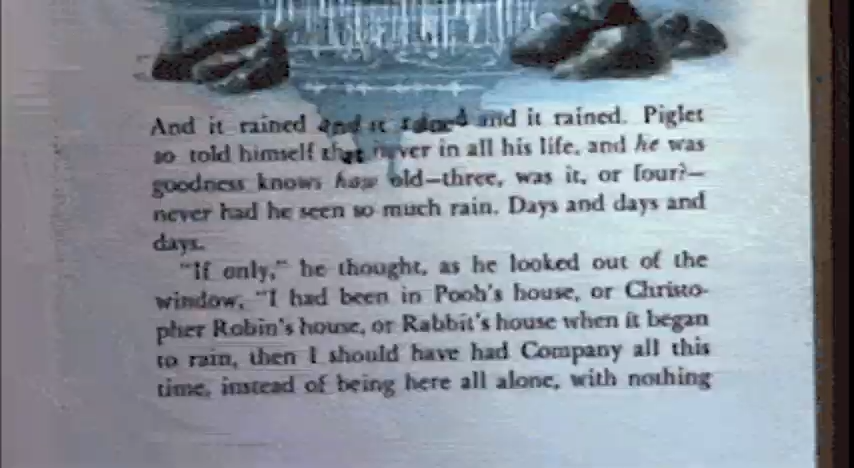 And it rained and it rained and it rained. Piglet
so told himself that never in all his life, and he was
goodness knows how old—three, was it, or four?—
never had he seen so much rain. Days and days and
days.
"If only," he thought, as he looked out of the
window, "I had been in Pooh's house, or Christo-
pher Robin's house, or Rabbit's house when it began
to rain, then I should have had Company all this
time, instead of being here all alone, with nothing